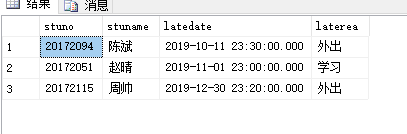 结果 消息
stuno stuname latedate laterea
1 20172094 陈斌 2019-10-11 23:30:00.000 外出
2 20172051 赵晴 2019-11-01 23:00:00.000 学习
3 20172115 周帅 2019-12-30 23:20:00.000 外出